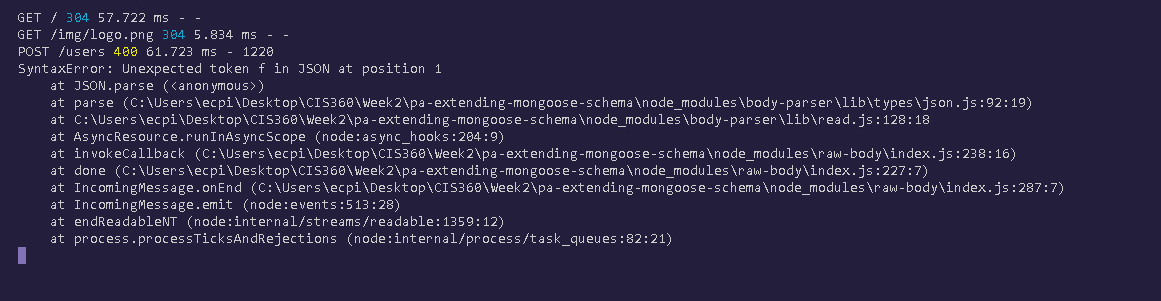 GET / 304 57.722 ms - -
GET /img/logo.png 304 5.834 ms - -
POST /users 400 61.723 ms - 1220
SyntaxError: Unexpected token f in JSON at position 1
    at JSON.parse (<anonymous>)
    at parse (C:\Users\ecpi\Desktop\CIS360\Week2\pa-extending-mongoose-schema\node_modules\body-parser\lib\types\json.js:92:19)
    at C:\Users\ecpi\Desktop\CIS360\Week2\pa-extending-mongoose-schema\node_modules\body-parser\lib\read.js:128:18
    at AsyncResource.runInAsyncScope (node:async_hooks:204:9)
    at invokeCallback (C:\Users\ecpi\Desktop\CIS360\Week2\pa-extending-mongoose-schema\node_modules\raw-body\index.js:238:16)
    at done (C:\Users\ecpi\Desktop\CIS360\Week2\pa-extending-mongoose-schema\node_modules\raw-body\index.js:227:7)
    at IncomingMessage.onEnd (C:\Users\ecpi\Desktop\CIS360\Week2\pa-extending-mongoose-schema\node_modules\raw-body\index.js:287:7)
    at IncomingMessage.emit (node:events:513:28)
    at endReadableNT (node:internal/streams/readable:1359:12)
    at process.processTicksAndRejections (node:internal/process/task_queues:82:21)